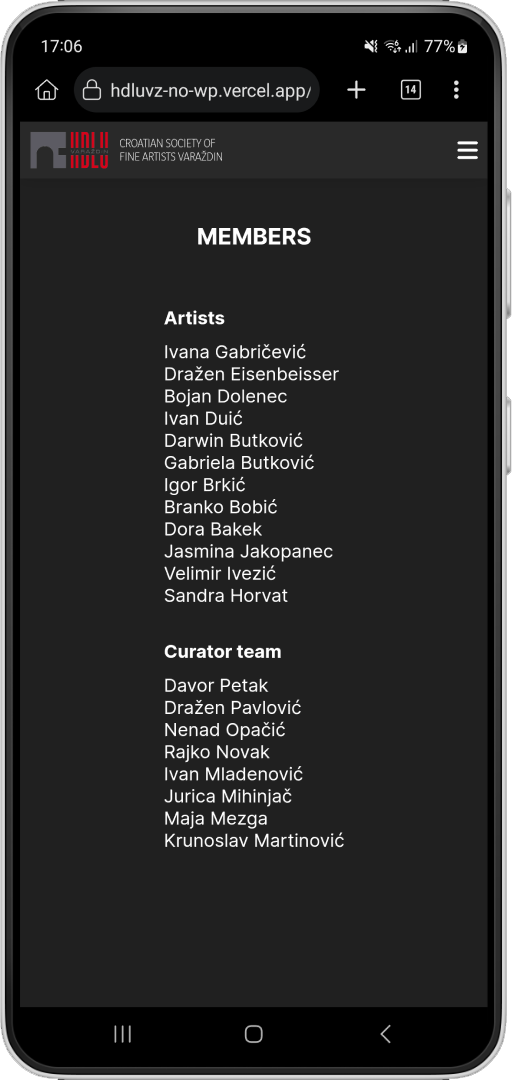 17:06
77%
hdluvz-no-wp.vercel.app/
14
HDLU
VARAŽDIN
HDLU
CROATIAN SOCIETY OF
FINE ARTISTS VARAŽDIN
MEMBERS
Artists
Ivana Gabričević
Dražen Eisenbeisser
Bojan Dolenec
Ivan Duić
Darwin Butković
Gabriela Butković
Igor Brkić
Branko Bobić
Dora Bakek
Jasmina Jakopanec
Velimir Ivezić
Sandra Horvat
Curator team
Davor Petak
Dražen Pavlović
Nenad Opačić
Rajko Novak
Ivan Mladenović
Jurica Mihinjač
Maja Mezga
Krunoslav Martinović